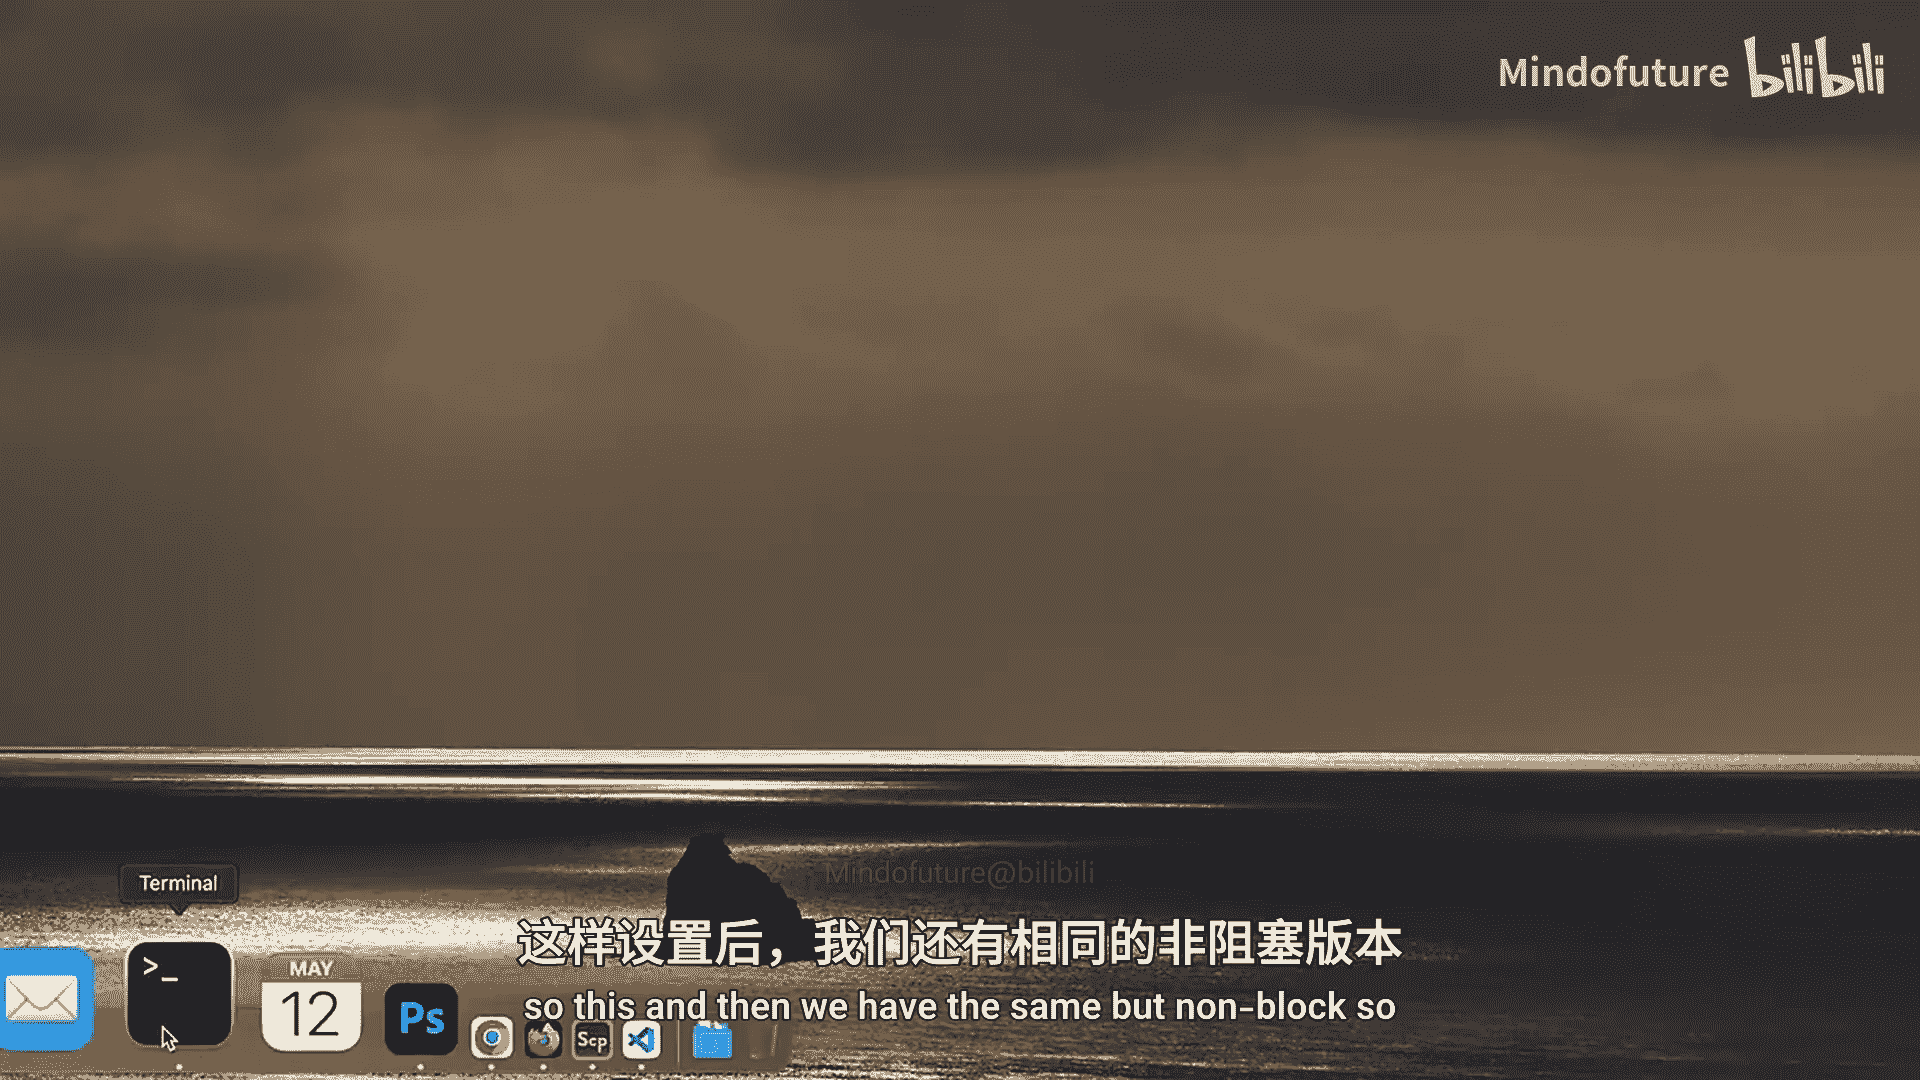 Mindofuture bilibili
Mindofuture@bilibili
Terminal
这样设置后，我们还有相同的非阻塞版本
>_
MAY
12
Ps
so this and then we have the same but non-block so
Scp